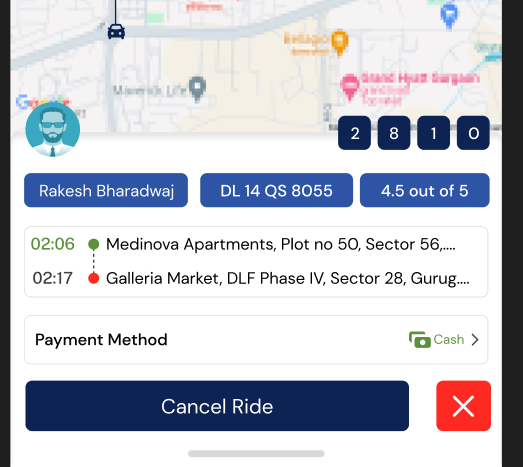 Bellagio
Grand Hyatt Gurgaon
Top rated
Maverick Life
Google
2 8 1 0
Rakesh Bharadwaj
DL 14 QS 8055
4.5 out of 5
02:06 Medinova Apartments, Plot no 50, Sector 56,....
02:17 Galleria Market, DLF Phase IV, Sector 28, Gurug....
Payment Method
Cash
Cancel Ride